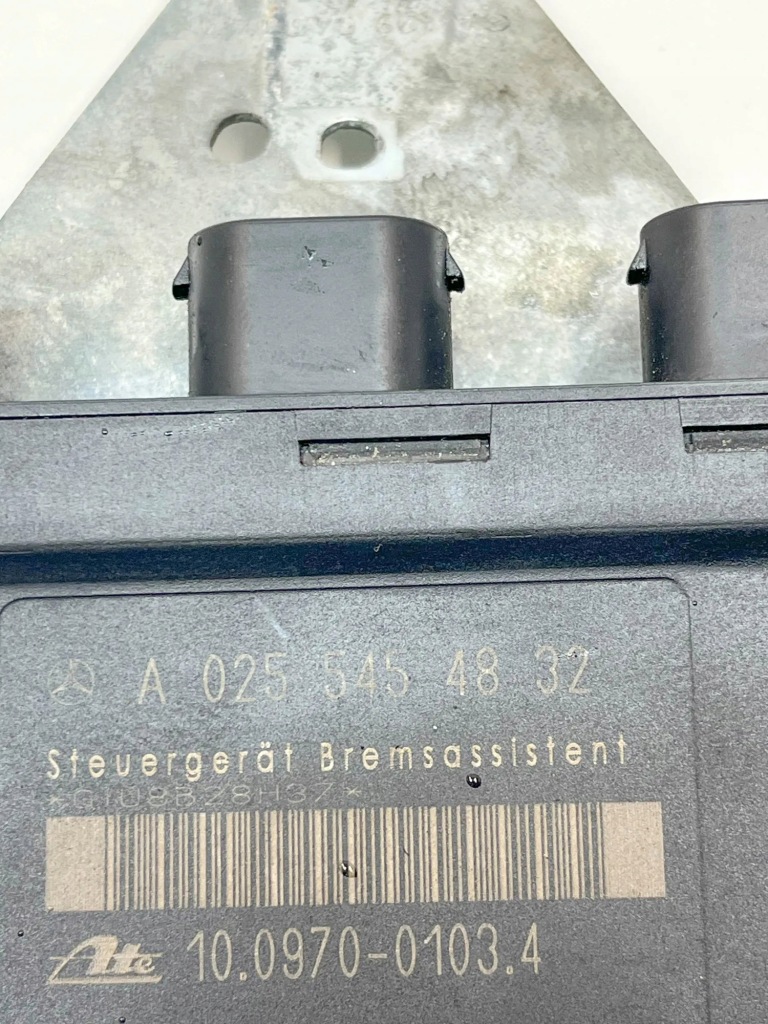 A 025 545 48 32
Steuergerät Bremsassistent
Ate 10.0970-0103.4